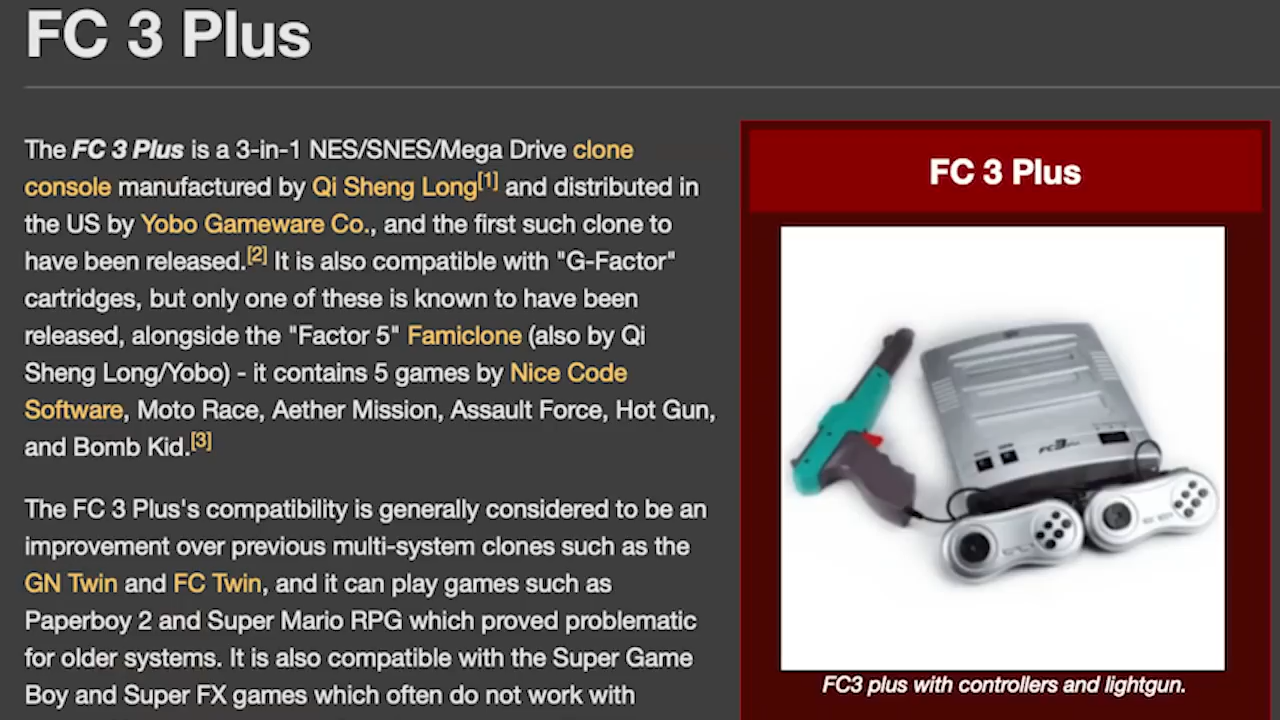 FC 3 Plus
The FC 3 Plus is a 3-in-1 NES/SNES/Mega Drive clone
console manufactured by Qi Sheng Long[1] and distributed in
the US by Yobo Gameware Co., and the first such clone to
have been released.[2] It is also compatible with "G-Factor"
cartridges, but only one of these is known to have been
released, alongside the "Factor 5" Famiclone (also by Qi
Sheng Long/Yobo) - it contains 5 games by Nice Code
Software, Moto Race, Aether Mission, Assault Force, Hot Gun,
and Bomb Kid.[3]
The FC 3 Plus's compatibility is generally considered to be an
improvement over previous multi-system clones such as the
GN Twin and FC Twin, and it can play games such as
Paperboy 2 and Super Mario RPG which proved problematic
for older systems. It is also compatible with the Super Game
Boy and Super FX games which often do not work with
FC 3 Plus
FC3 plus
FC3 plus with controllers and lightgun.